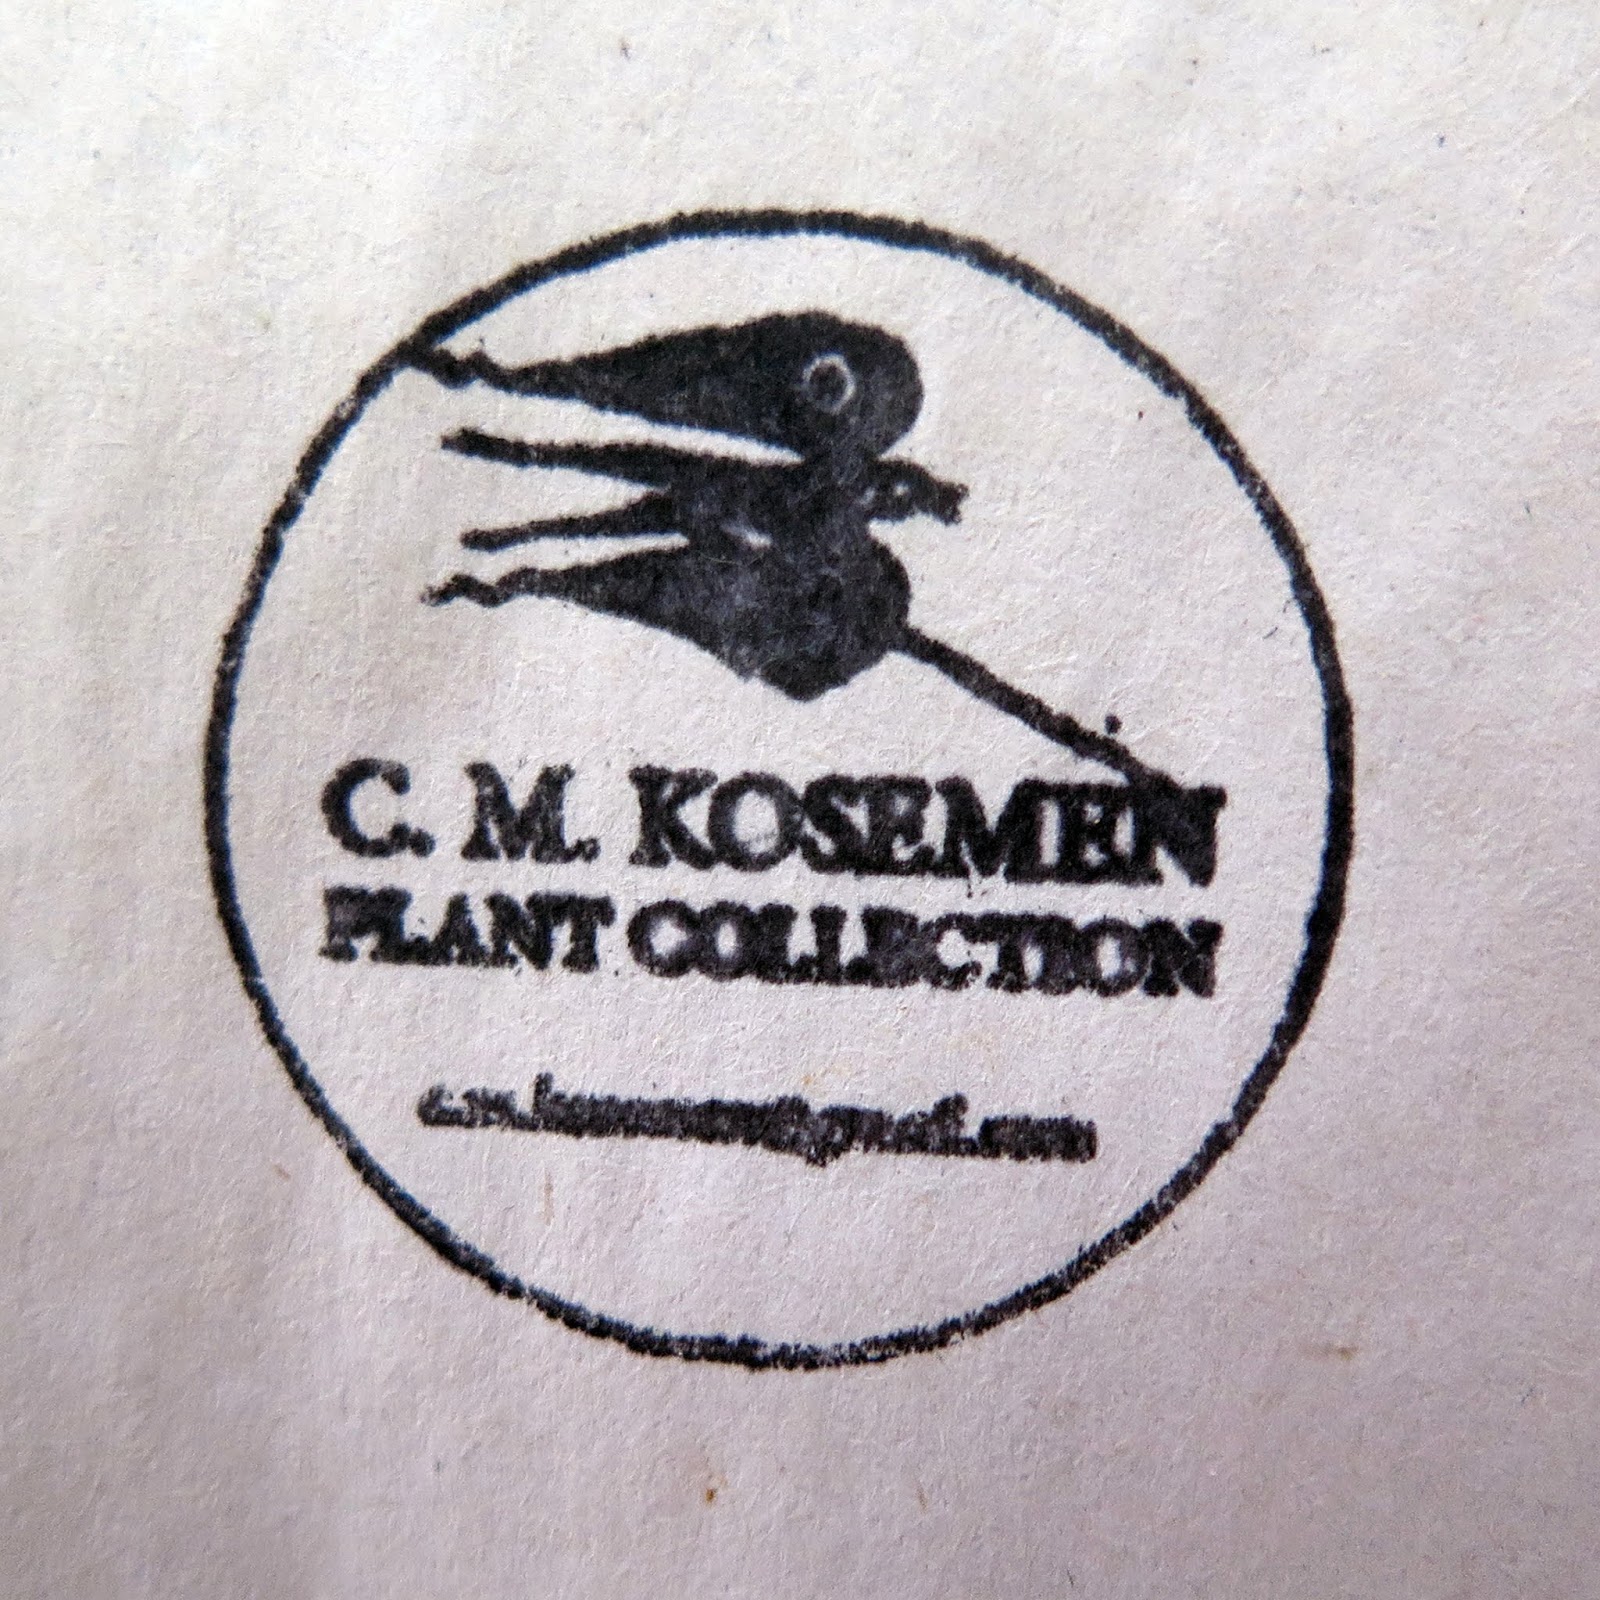 C. M. KOSEMEN
PLANT COLLECTION